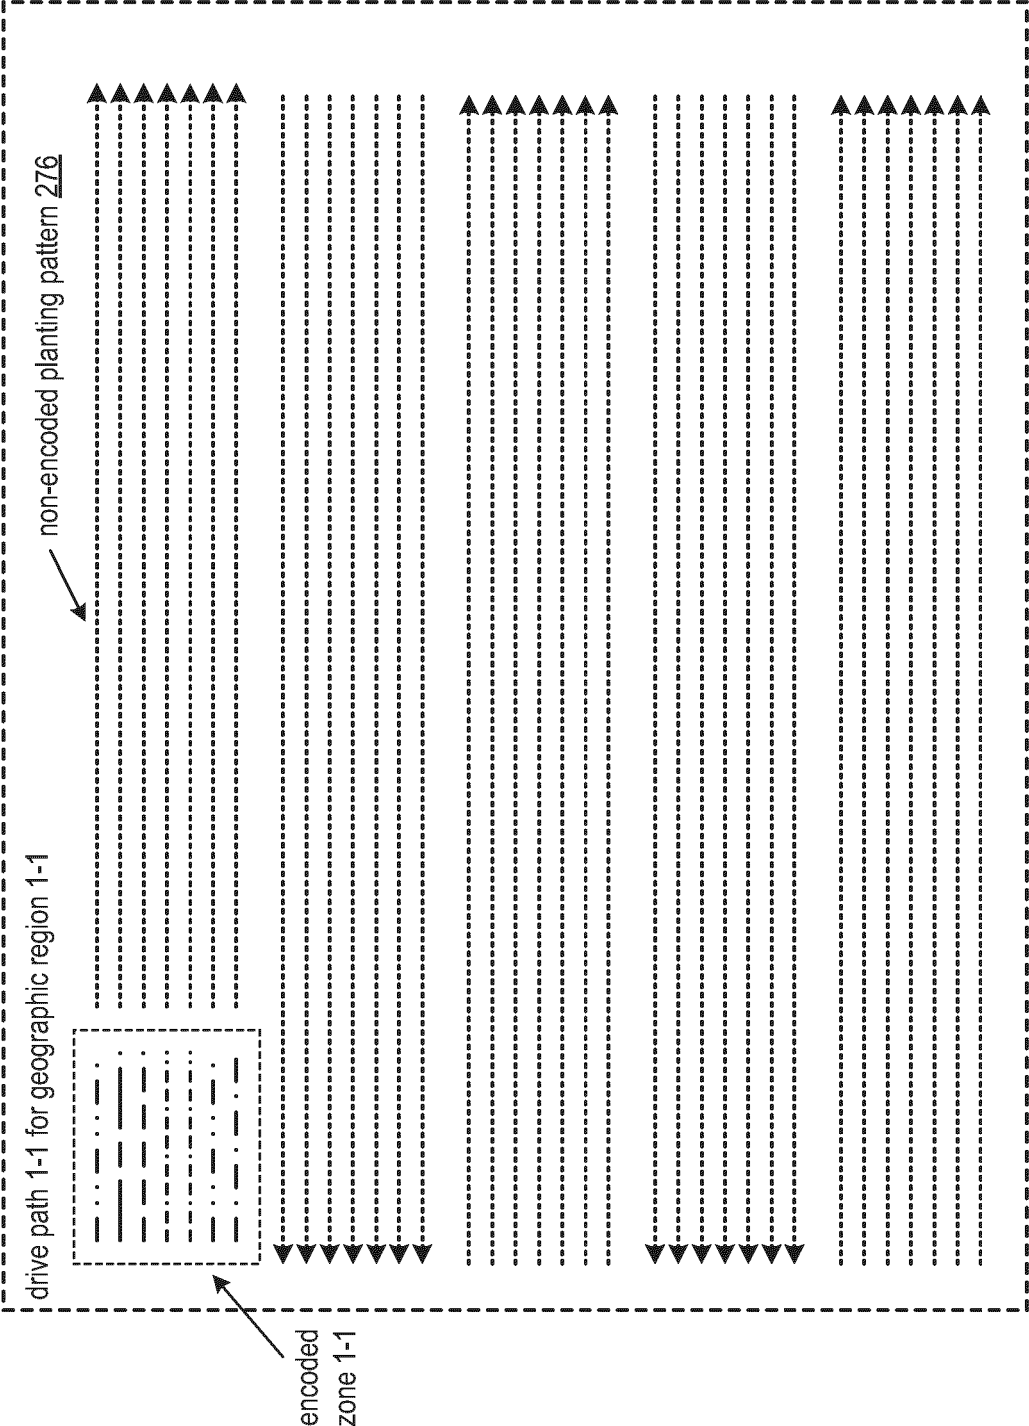 drive path 1-1 for geographic region 1-1
non-encoded planting pattern 276
encoded
zone 1-1